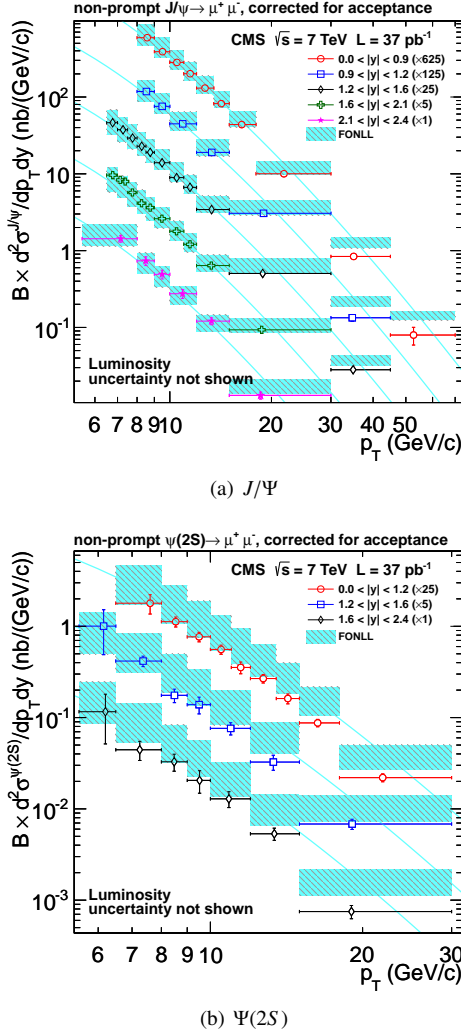 non-prompt J/ψ→ μ⁺ μ⁻, corrected for acceptance
CMS √s = 7 TeV L = 37 pb⁻¹
0.0 < |y| < 0.9 (×625)
0.9 < |y| < 1.2 (×125)
1.2 < |y| < 1.6 (×25)
1.6 < |y| < 2.1 (×5)
2.1 < |y| < 2.4 (×1)
FONLL
B × d²σ^J/ψ/dp_T dy (nb/(GeV/c))
10²
10
1
10⁻¹
Luminosity
uncertainty not shown
6 7 8 9 10 20 30 40 50
p_T (GeV/c)
(a) J/Ψ
non-prompt ψ(2S)→ μ⁺ μ⁻, corrected for acceptance
CMS √s = 7 TeV L = 37 pb⁻¹
0.0 < |y| < 1.2 (×25)
1.2 < |y| < 1.6 (×5)
1.6 < |y| < 2.4 (×1)
FONLL
B × d²σ^ψ(2S)/dp_T dy (nb/(GeV/c))
1
10⁻¹
10⁻²
10⁻³
Luminosity
uncertainty not shown
6 7 8 9 10 20 30
p_T (GeV/c)
(b) Ψ(2S)